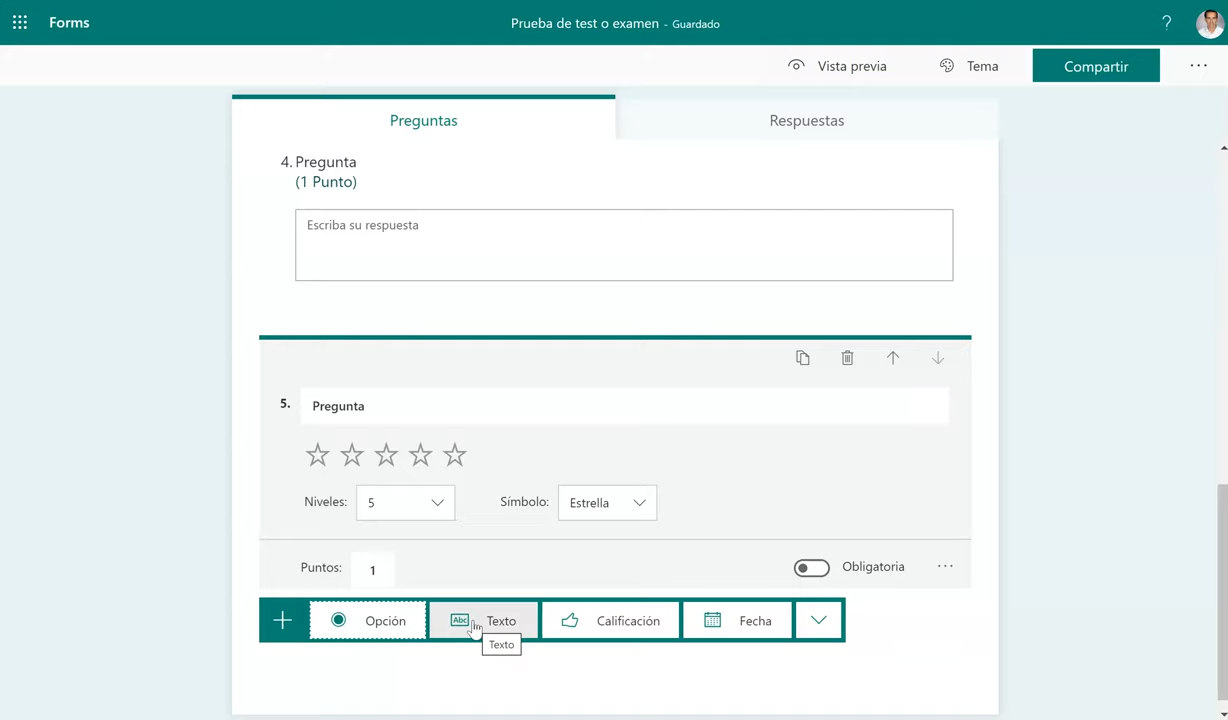 Forms
Prueba de test o examen - Guardado
?
Vista previa
Tema
Compartir
...
Preguntas
Respuestas
4. Pregunta
(1 Punto)
Escriba su respuesta
5. Pregunta
Niveles: 5
Símbolo: Estrella
Puntos: 1
Obligatoria
...
Opción
Abc Texto
Calificación
Fecha
Texto